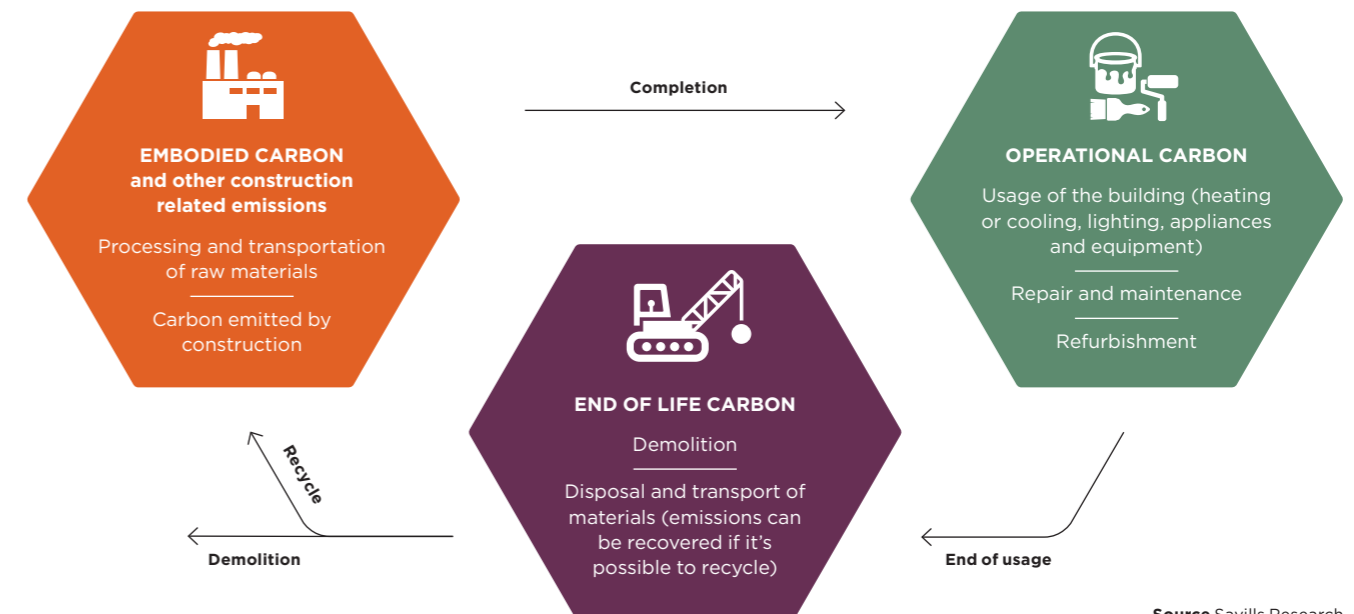 EMBODIED CARBON
and other construction
related emissions
Processing and transportation
of raw materials
Carbon emitted by
construction
Completion
OPERATIONAL CARBON
Usage of the building (heating
or cooling, lighting, appliances
and equipment)
Repair and maintenance
Refurbishment
END OF LIFE CARBON
Demolition
Disposal and transport of
materials (emissions can
be recovered if it's
possible to recycle)
Recycle
Demolition
End of usage
Source Savills Research